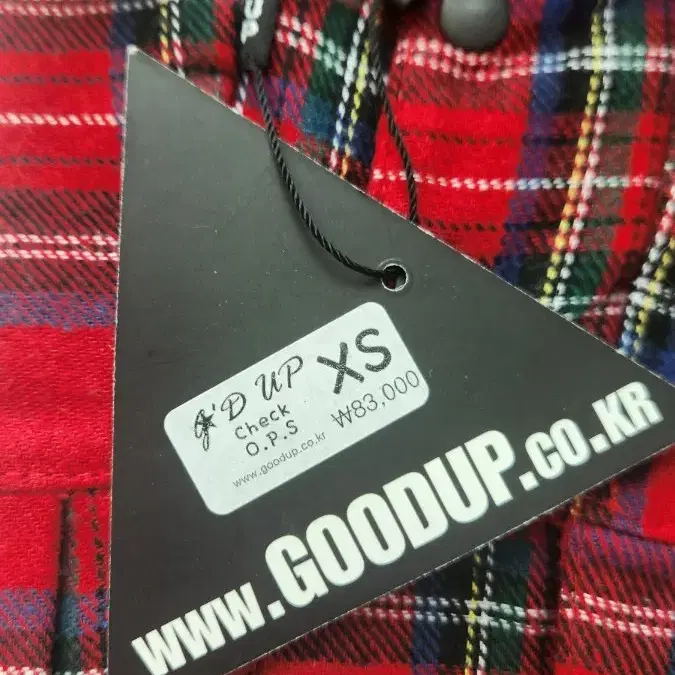 g'D UP
XS
Check
O.P.S
₩83,000
www.goodup.co.kr
www.GOODUP.co.KR